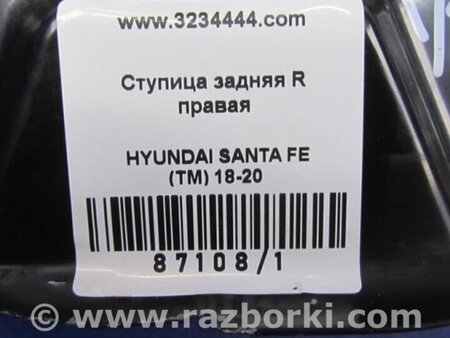 www.3234444.com
Ступица задняя R
правая
HYUNDAI SANTA FE
(TM) 18-20
87108/1
www.razborki.com